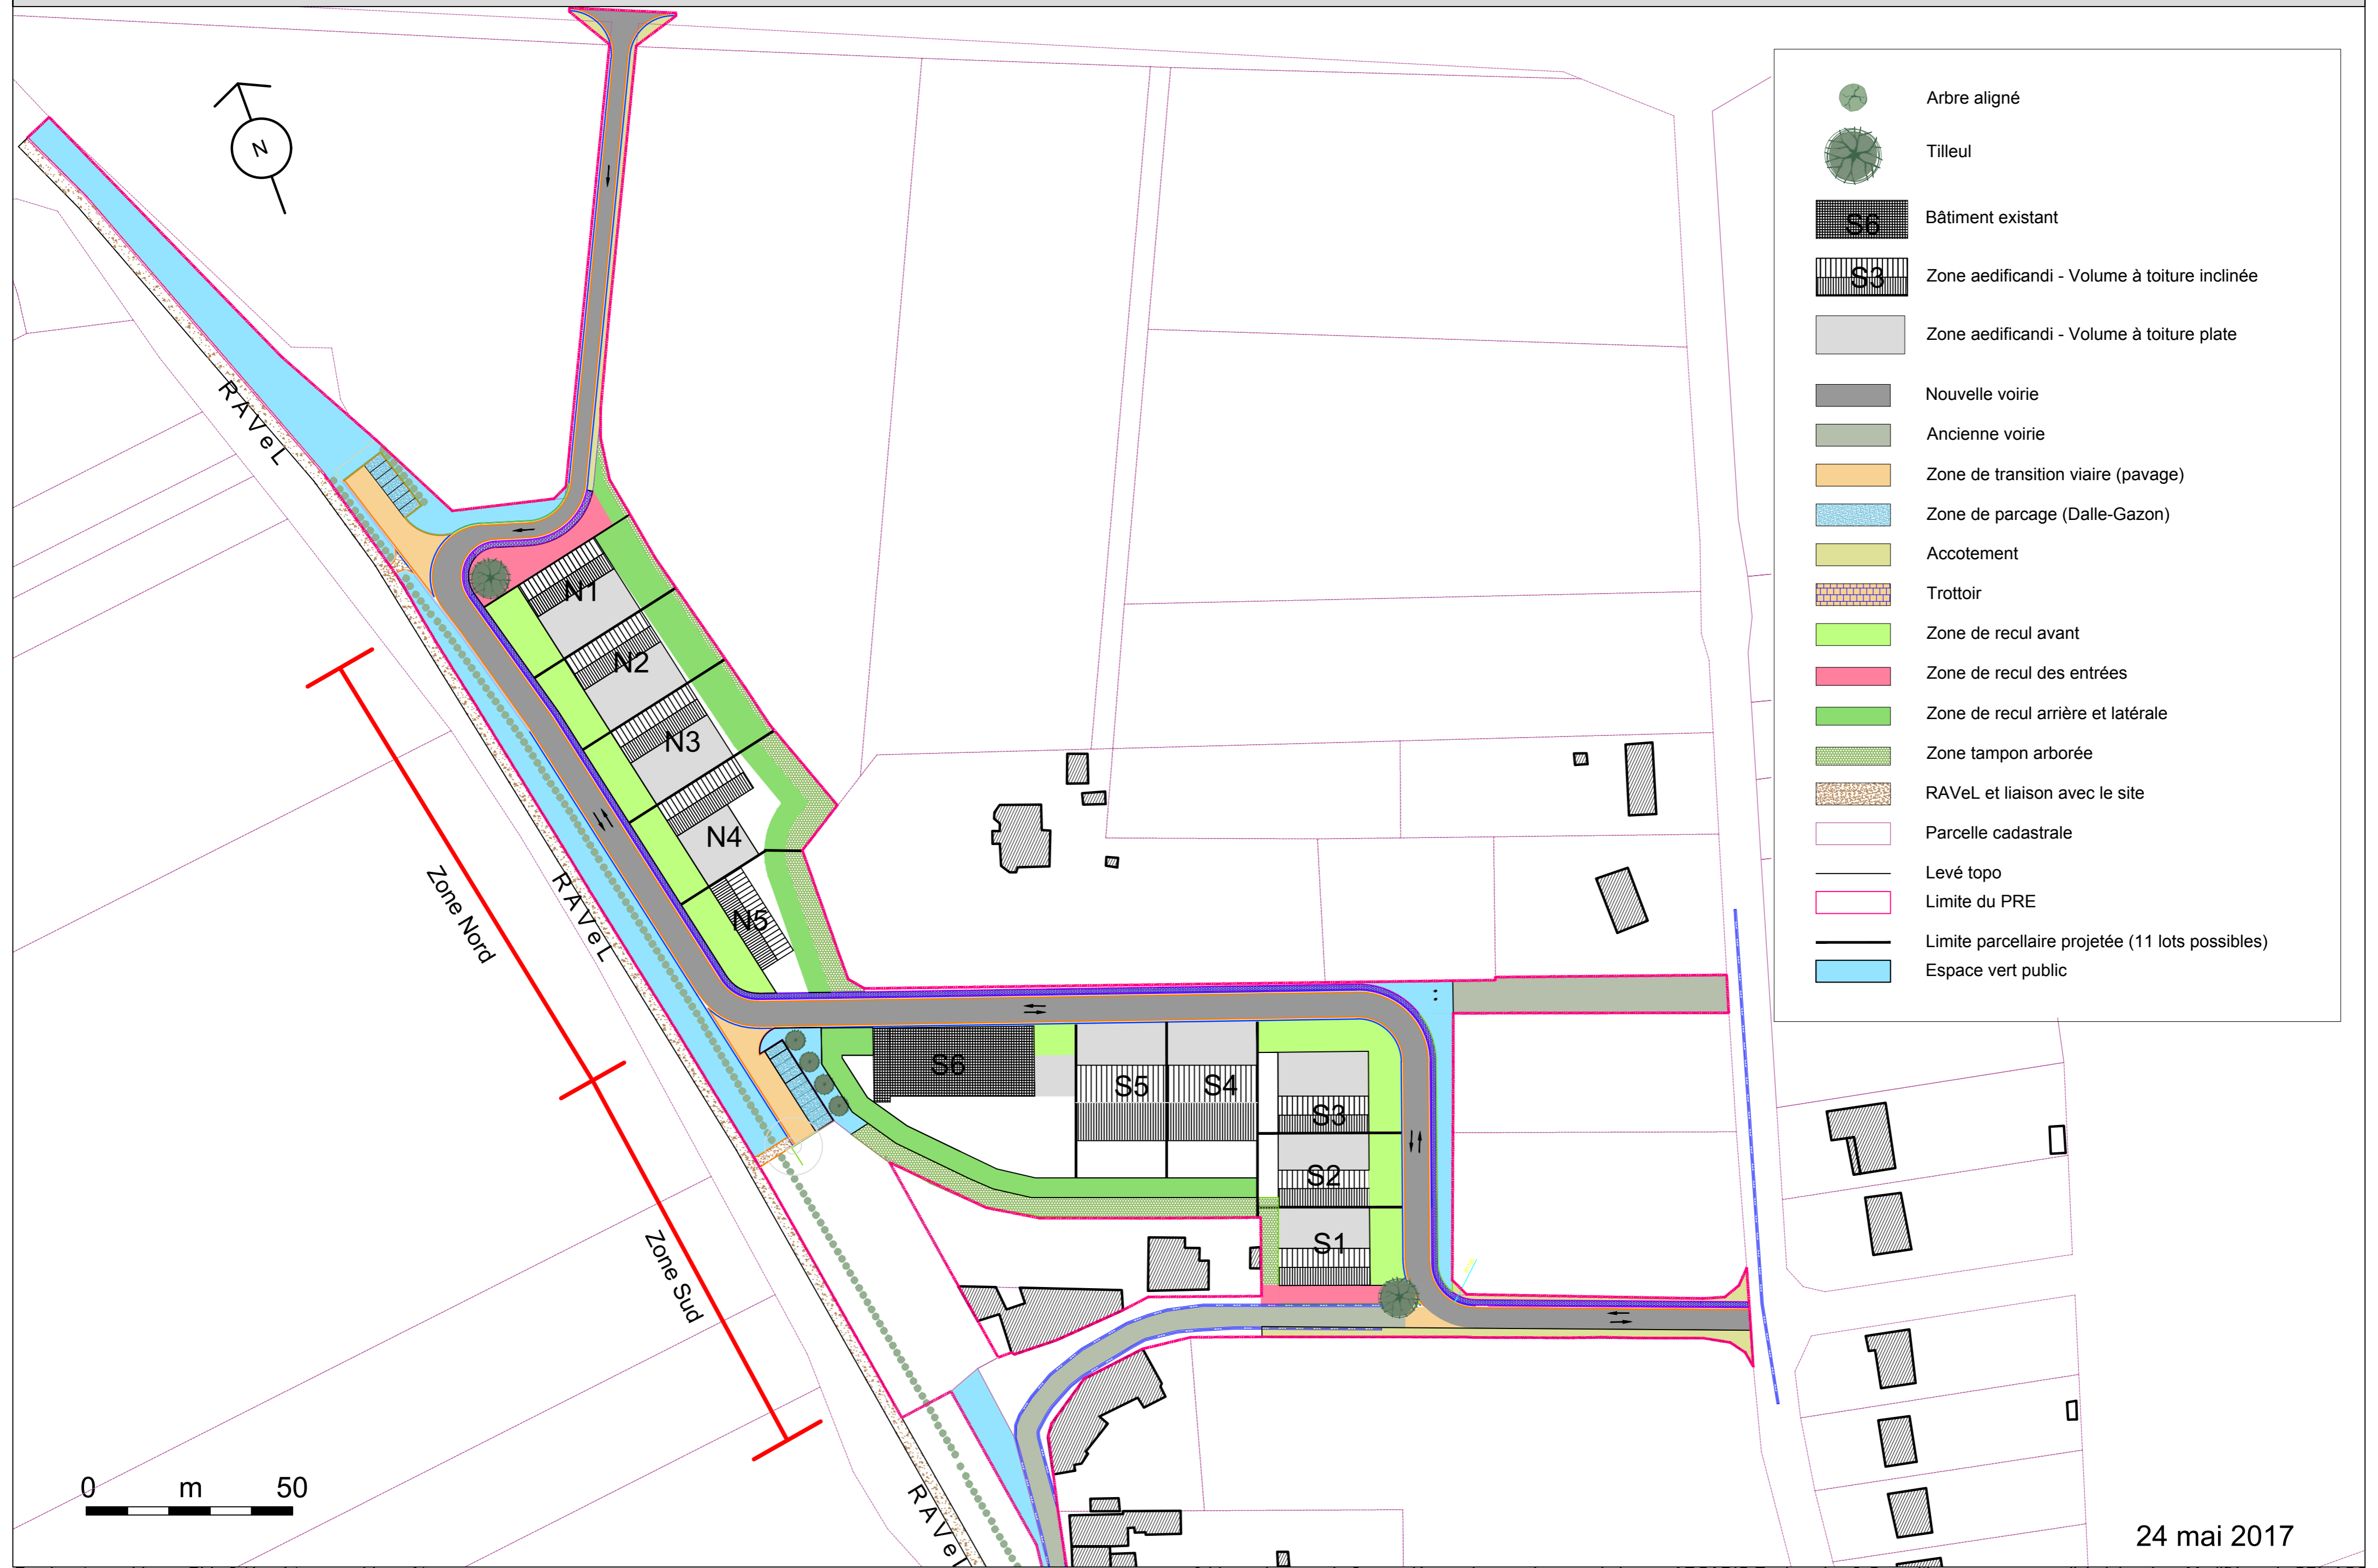 N
Arbre aligné
Tilleul
S6 Bâtiment existant
S3 Zone aedificandi - Volume à toiture inclinée
Zone aedificandi - Volume à toiture plate
Nouvelle voirie
Ancienne voirie
Zone de transition viaire (pavage)
Zone de parcage (Dalle-Gazon)
Accotement
Trottoir
Zone de recul avant
Zone de recul des entrées
Zone de recul arrière et latérale
Zone tampon arborée
RAVeL et liaison avec le site
Parcelle cadastrale
Levé topo
Limite du PRE
Limite parcellaire projetée (11 lots possibles)
Espace vert public
RAVeL
N1
N2
N3
N4
N5
Zone Nord
RAVeL
S6
S5
S4
S3
S2
S1
Zone Sud
RAVeL
0 m 50
24 mai 2017